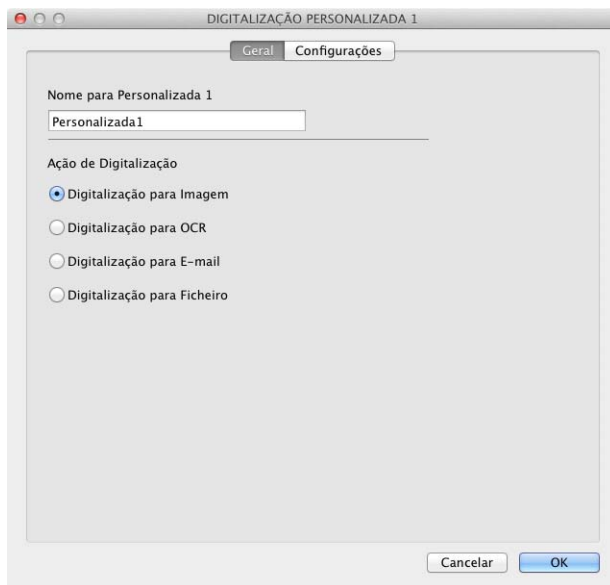 DIGITALIZAÇÃO PERSONALIZADA 1
Geral Configurações
Nome para Personalizada 1
Personalizada1
Ação de Digitalização
Digitalização para Imagem
Digitalização para OCR
Digitalização para E-mail
Digitalização para Ficheiro
Cancelar OK